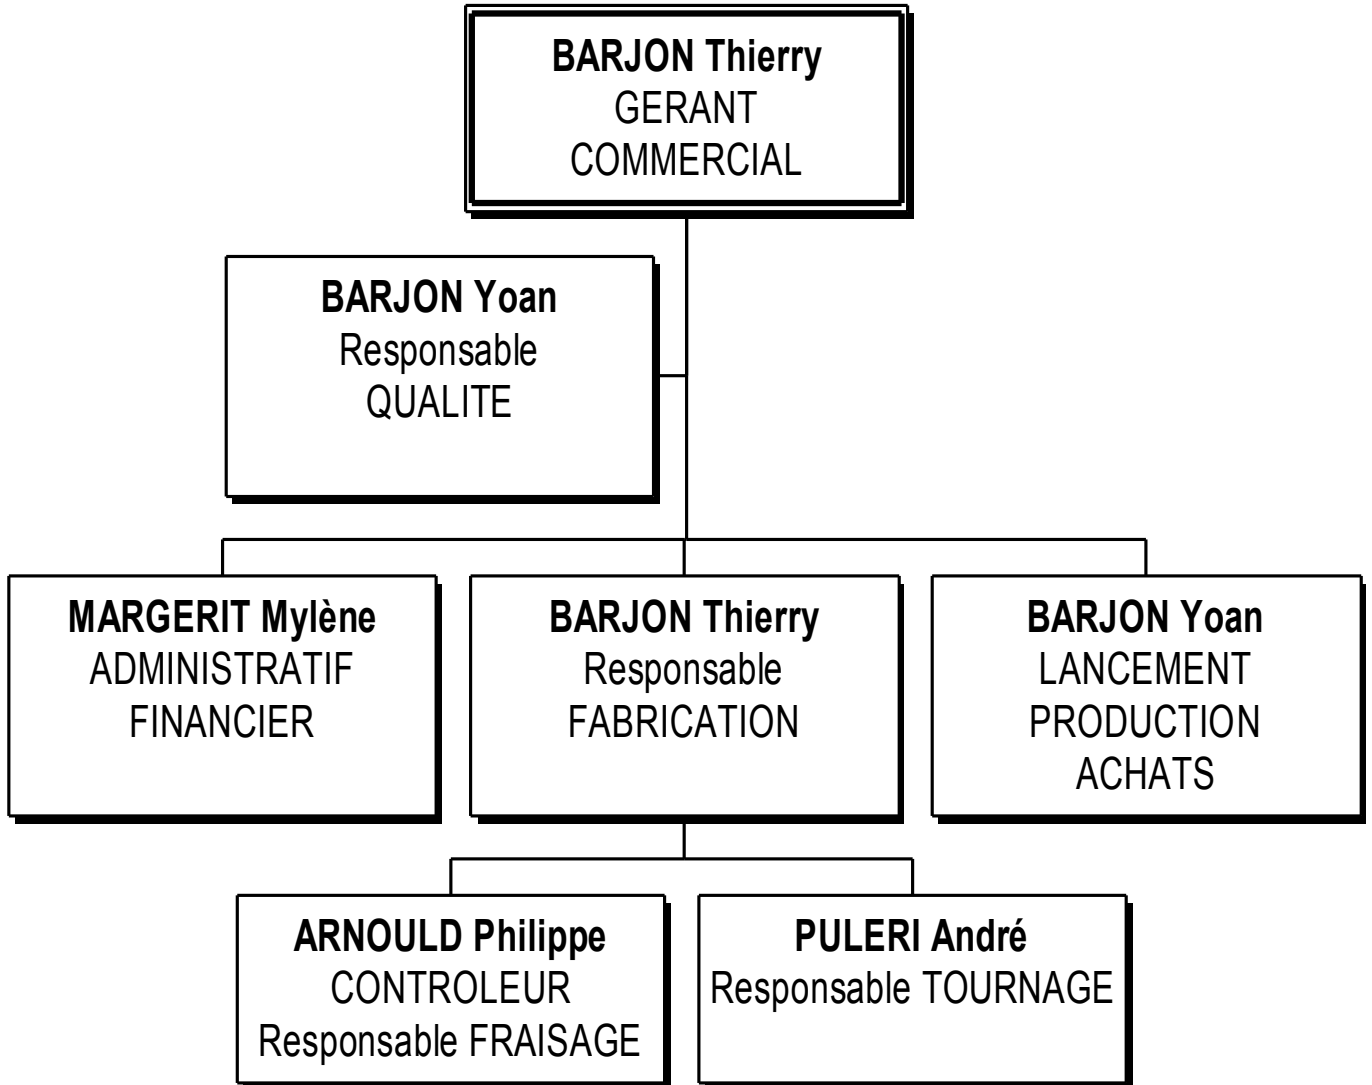 BARJON Thierry
GERANT
COMMERCIAL
BARJON Yoan
Responsable
QUALITE
MARGERIT Mylène
ADMINISTRATIF
FINANCIER
BARJON Thierry
Responsable
FABRICATION
BARJON Yoan
LANCEMENT
PRODUCTION
ACHATS
ARNOULD Philippe
CONTROLEUR
Responsable FRAISAGE
PULERI André
Responsable TOURNAGE